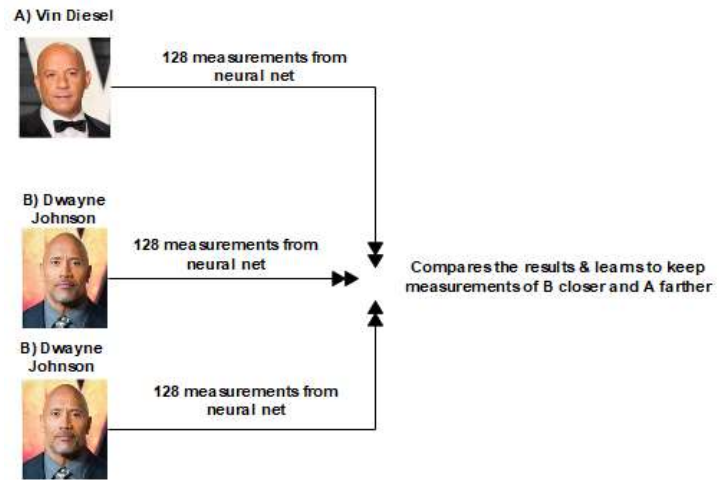 A) Vin Diesel
128 measurements from
neural net
B) Dwayne
Johnson
128 measurements from
neural net
Compares the results & learns to keep
measurements of B closer and A farther
B) Dwayne
Johnson
128 measurements from
neural net